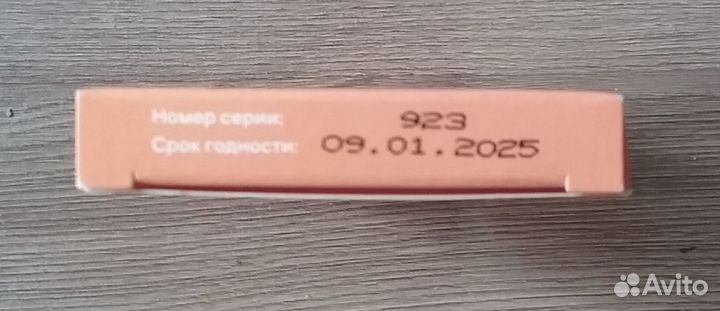 Номер серии: 923
Срок годности: 09.01.2025
Avito